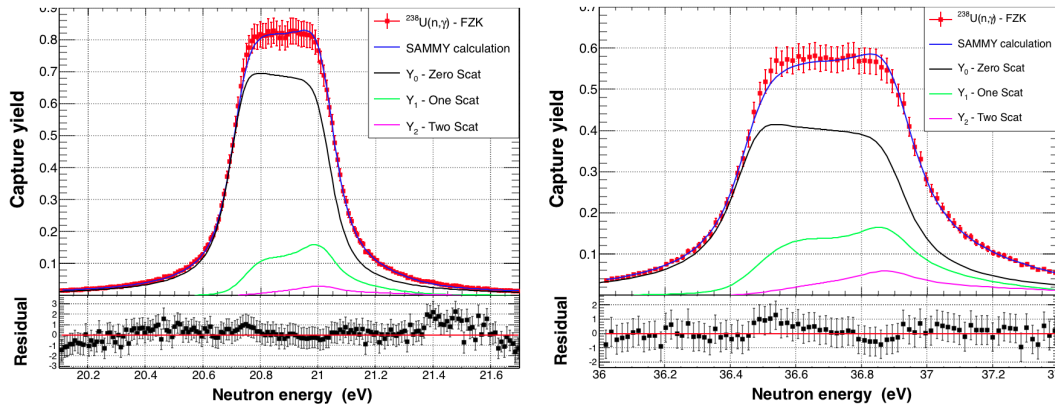 0.9
0.8
0.7
0.6
0.5
0.4
0.3
0.2
0.1
Capture yield
²³⁸U(n,γ) - FZK
SAMMY calculation
Y₀ - Zero Scat
Y₁ - One Scat
Y₂ - Two Scat
3
2
1
0
-1
-2
-3
Residual
20.2 20.4 20.6 20.8 21 21.2 21.4 21.6
Neutron energy (eV)
0.7
0.6
0.5
0.4
0.3
0.2
0.1
Capture yield
²³⁸U(n,γ) - FZK
SAMMY calculation
Y₀ - Zero Scat
Y₁ - One Scat
Y₂ - Two Scat
2
1
0
-1
-2
Residual
36 36.2 36.4 36.6 36.8 37 37.2
Neutron energy (eV)